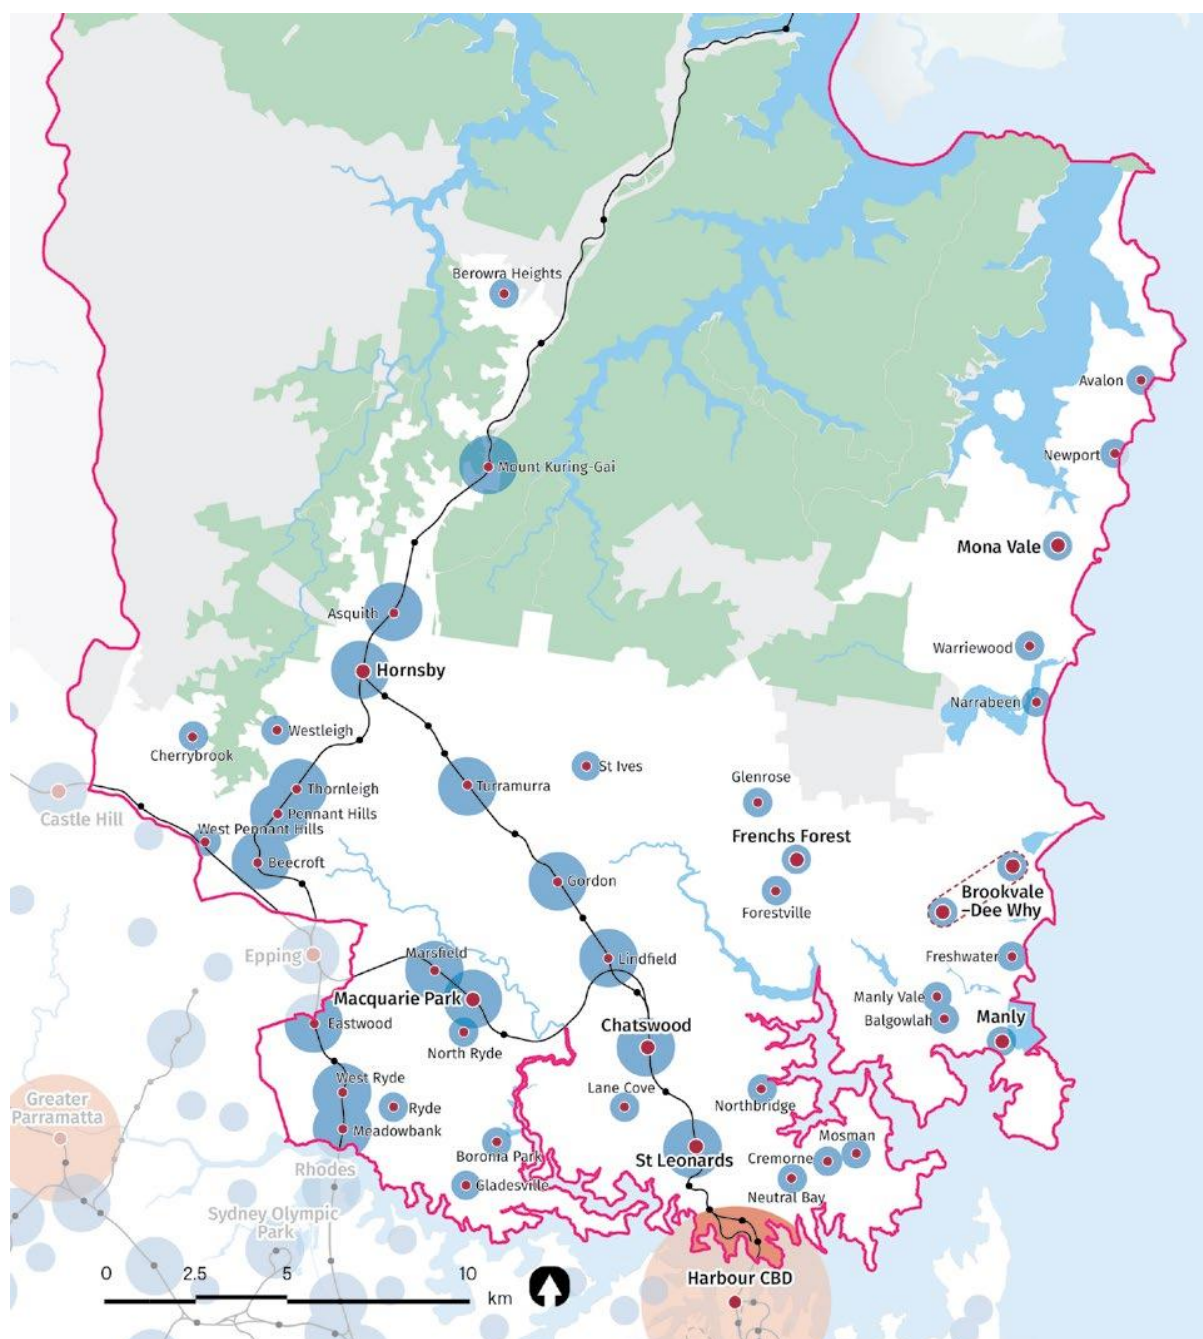 Berowra Heights
Avalon
Newport
Mount Kuring-Gai
Mona Vale
Asquith
Warriewood
Hornsby
Narrabeen
Westleigh
Cherrybrook
St Ives
Glenrose
Thornleigh
Turramurra
Castle Hill
Pennant Hills
West Pennant Hills
Frenchs Forest
Beecroft
Gordon
Forestville
Brookvale
-Dee Why
Epping
Marsfield
Lindfield
Freshwater
Macquarie Park
Manly Vale
Eastwood
Chatswood
Balgowlah
Manly
North Ryde
West Ryde
Lane Cove
Greater
Parramatta
Ryde
Northbridge
Meadowbank
Mosman
Boronia Park
St Leonards
Cremorne
Rhodes
Gladesville
Neutral Bay
Sydney Olympic
Park
0 2.5 5 10
km
Harbour CBD